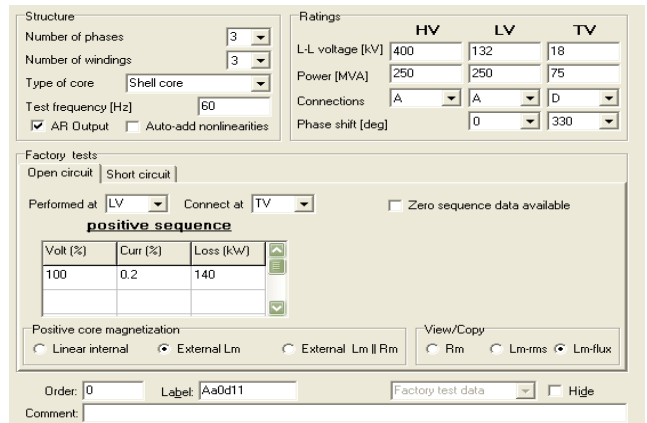 Structure
Number of phases 3
Number of windings 3
Type of core Shell core
Test frequency [Hz] 60
AR Output Auto-add nonlinearities
Ratings
HV LV TV
L-L voltage [kV] 400 132 18
Power [MVA] 250 250 75
Connections A A D
Phase shift [deg] 0 330
Factory tests
Open circuit Short circuit
Performed at LV Connect at TV Zero sequence data available
positive sequence
Volt (%) Curr (%) Loss (kW)
100 0.2 140
Positive core magnetization
Linear internal External Lm External Lm || Rm
View/Copy
Rm Lm-rms Lm-flux
Order: 0 Label: Aa0d11 Factory test data Hide
Comment: